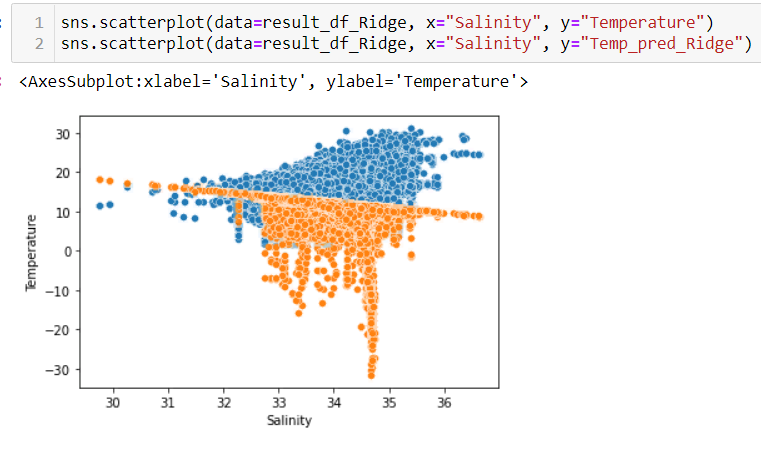 1 sns.scatterplot(data=result_df_Ridge, x="Salinity", y="Temperature")
2 sns.scatterplot(data=result_df_Ridge, x="Salinity", y="Temp_pred_Ridge")
<AxesSubplot:xlabel='Salinity', ylabel='Temperature'>
30
20
10
0
−10
−20
−30
Temperature
30 31 32 33 34 35 36
Salinity